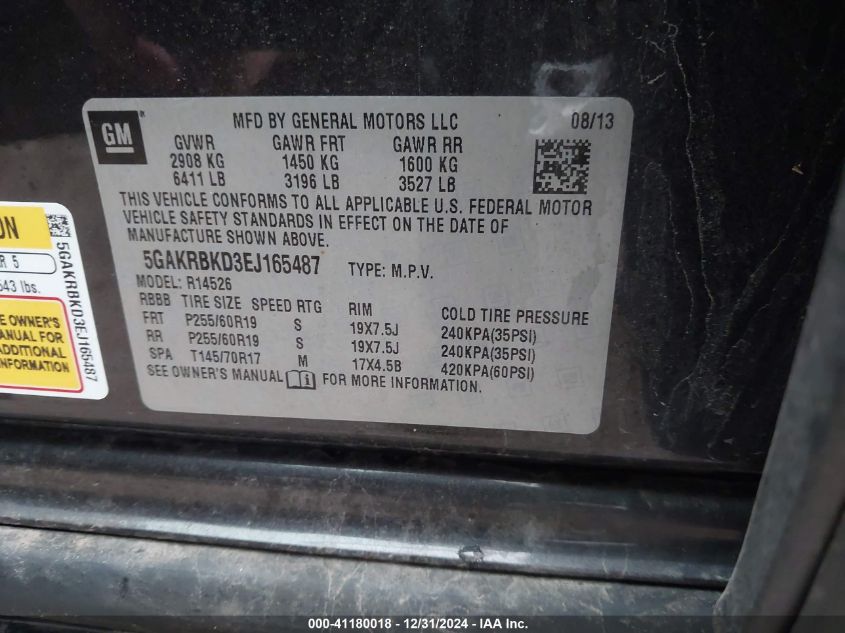 GM
MFD BY GENERAL MOTORS LLC 08/13
GVWR GAWR FRT GAWR RR
2908 KG 1450 KG 1600 KG
6411 LB 3196 LB 3527 LB
THIS VEHICLE CONFORMS TO ALL APPLICABLE U.S. FEDERAL MOTOR
VEHICLE SAFETY STANDARDS IN EFFECT ON THE DATE OF
MANUFACTURE SHOWN ABOVE.
5GAKRBKD3EJ165487 TYPE: M.P.V.
MODEL: R14526
RBBB TIRE SIZE SPEED RTG RIM COLD TIRE PRESSURE
FRT P255/60R19 S 19X7.5J 240KPA(35PSI)
RR P255/60R19 S 19X7.5J 240KPA(35PSI)
SPA T145/70R17 M 17X4.5B 420KPA(60PSI)
SEE OWNER'S MANUAL FOR MORE INFORMATION.
ON
R 5
543 lbs.
E OWNER'S
MANUAL FOR
ADDITIONAL
INFORMATION
5GAKRBKD3EJ165487
000-41180018 - 12/31/2024 - IAA Inc.